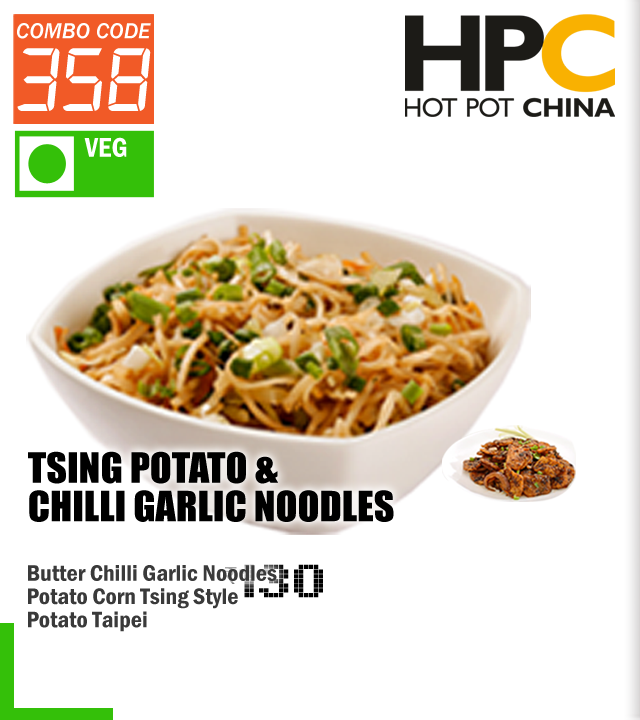 COMBO CODE
358
VEG
HPC
HOT POT CHINA
TSING POTATO &
CHILLI GARLIC NOODLES
Butter Chilli Garlic Noodles
₹130
Potato Corn Tsing Style
Potato Taipei